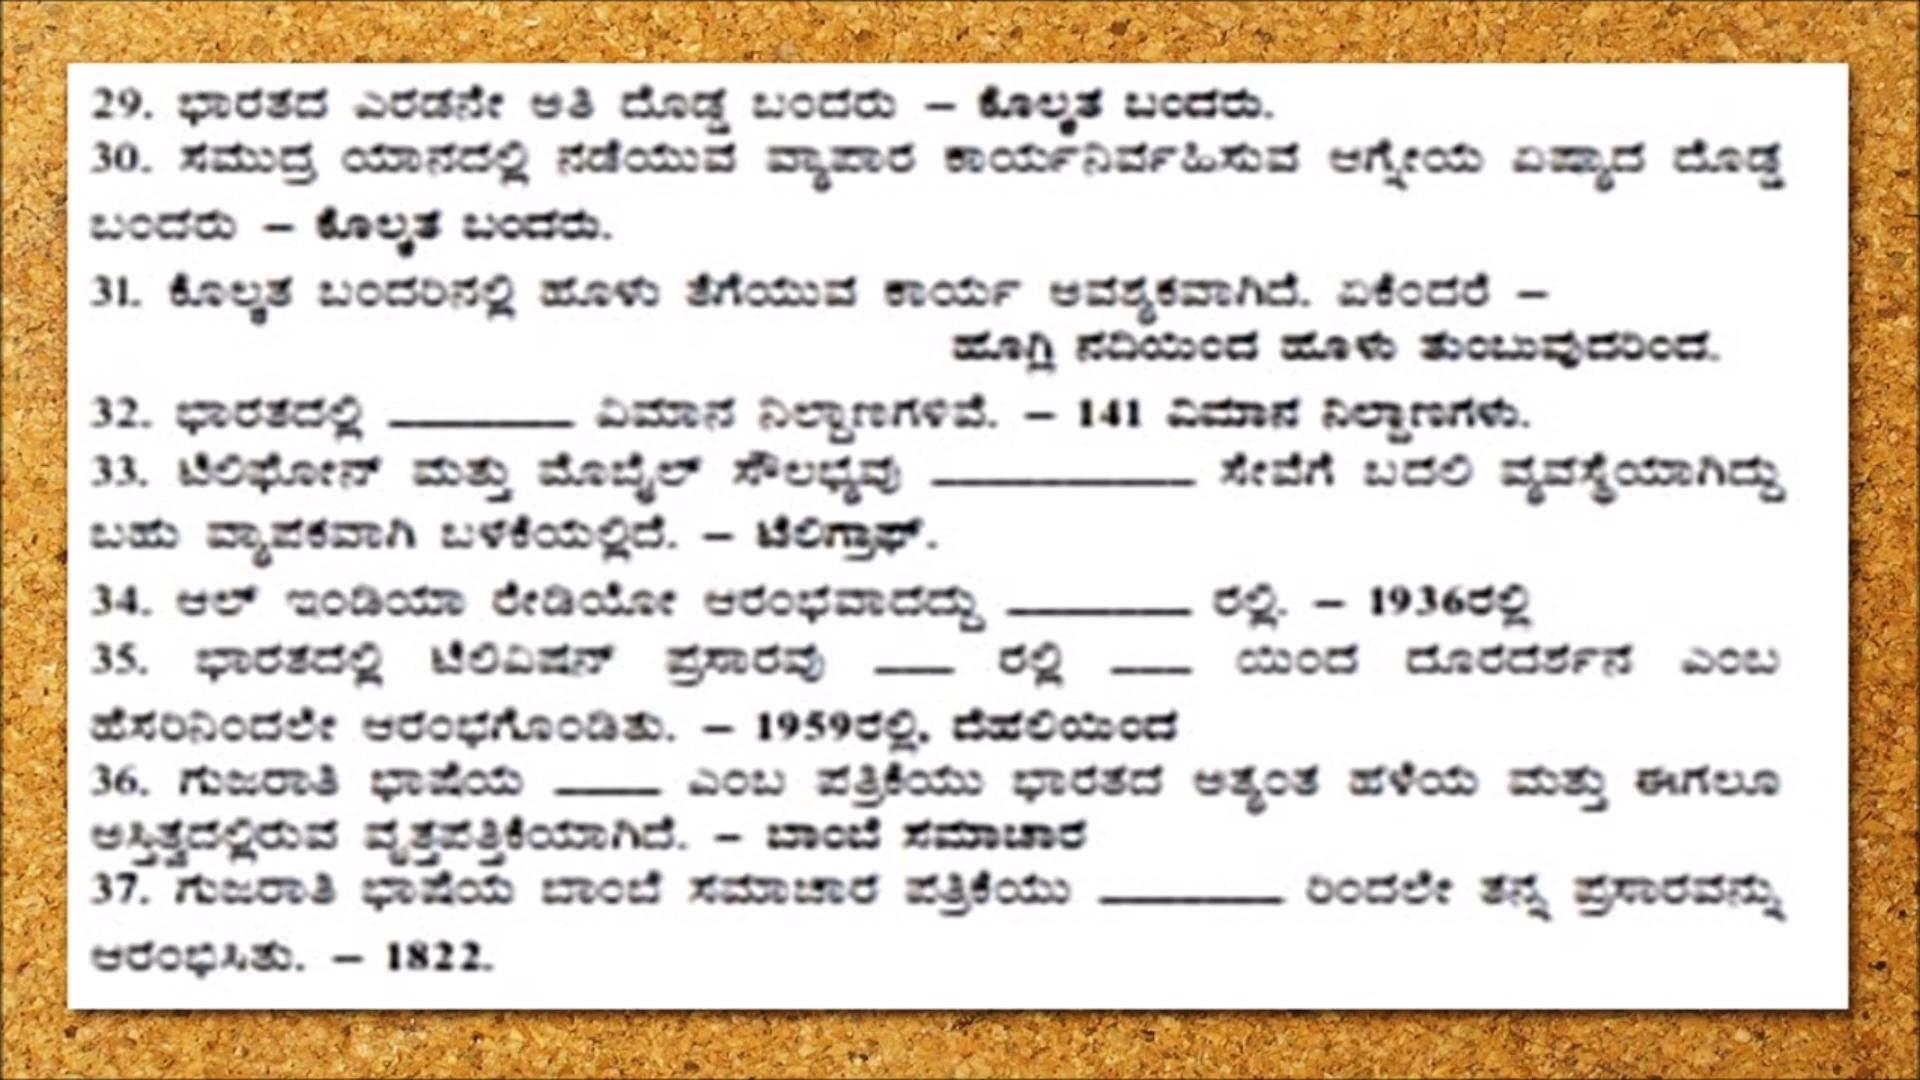 29. ಭಾರತದ ಎರಡನೇ ಅತಿ ದೊಡ್ಡ ಬಂದರು – ಕೊಲ್ಕತ ಬಂದರು.
30. ಸಮುದ್ರ ಯಾನದಲ್ಲಿ ನಡೆಯುವ ವ್ಯಾಪಾರ ಕಾರ್ಯನಿರ್ವಹಿಸುವ ಆಗ್ನೇಯ ಏಷ್ಯಾದ ದೊಡ್ಡ
ಬಂದರು – ಕೊಲ್ಕತ ಬಂದರು.
31. ಕೊಲ್ಕತ ಬಂದರಿನಲ್ಲಿ ಹೂಳು ತೆಗೆಯುವ ಕಾರ್ಯ ಅವಶ್ಯಕವಾಗಿದೆ. ಏಕೆಂದರೆ –
ಹೂಗ್ಲಿ ನದಿಯಿಂದ ಹೂಳು ತುಂಬುವುದರಿಂದ.
32. ಭಾರತದಲ್ಲಿ ________ ವಿಮಾನ ನಿಲ್ದಾಣಗಳಿವೆ. – 141 ವಿಮಾನ ನಿಲ್ದಾಣಗಳು.
33. ಟೆಲಿಫೋನ್ ಮತ್ತು ಮೊಬೈಲ್ ಸೌಲಭ್ಯವು ___________ ಸೇವೆಗೆ ಬದಲಿ ವ್ಯವಸ್ಥೆಯಾಗಿದ್ದು
ಬಹು ವ್ಯಾಪಕವಾಗಿ ಬಳಕೆಯಲ್ಲಿದೆ. – ಟೆಲಿಗ್ರಾಫ್.
34. ಆಲ್ ಇಂಡಿಯಾ ರೇಡಿಯೋ ಆರಂಭವಾದದ್ದು ________ ರಲ್ಲಿ. – 1936ರಲ್ಲಿ
35. ಭಾರತದಲ್ಲಿ ಟೆಲಿವಿಷನ್ ಪ್ರಸಾರವು ___ ರಲ್ಲಿ ___ ಯಿಂದ ದೂರದರ್ಶನ ಎಂಬ
ಹೆಸರಿನಿಂದಲೇ ಆರಂಭಗೊಂಡಿತು. – 1959ರಲ್ಲಿ, ದೆಹಲಿಯಿಂದ
36. ಗುಜರಾತಿ ಭಾಷೆಯ ____ ಎಂಬ ಪತ್ರಿಕೆಯು ಭಾರತದ ಅತ್ಯಂತ ಹಳೆಯ ಮತ್ತು ಈಗಲೂ
ಅಸ್ತಿತ್ವದಲ್ಲಿರುವ ವೃತ್ತಪತ್ತಿಕೆಯಾಗಿದೆ. – ಬಾಂಬೆ ಸಮಾಚಾರ
37. ಗುಜರಾತಿ ಭಾಷೆಯ ಬಾಂಬೆ ಸಮಾಚಾರ ಪತ್ರಿಕೆಯು ________ ರಿಂದಲೇ ತನ್ನ ಪ್ರಸಾರವನ್ನು
ಆರಂಭಿಸಿತು. – 1822.